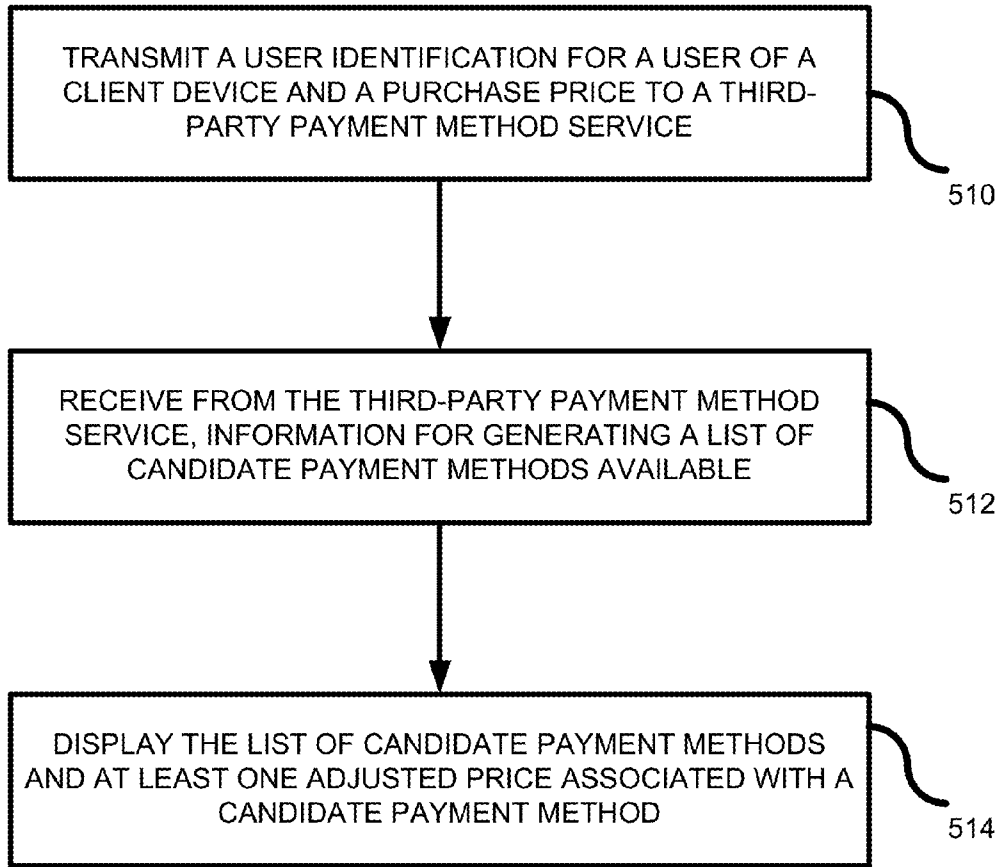 TRANSMIT A USER IDENTIFICATION FOR A USER OF A
CLIENT DEVICE AND A PURCHASE PRICE TO A THIRD-
PARTY PAYMENT METHOD SERVICE
510
RECEIVE FROM THE THIRD-PARTY PAYMENT METHOD
SERVICE, INFORMATION FOR GENERATING A LIST OF
CANDIDATE PAYMENT METHODS AVAILABLE
512
DISPLAY THE LIST OF CANDIDATE PAYMENT METHODS
AND AT LEAST ONE ADJUSTED PRICE ASSOCIATED WITH A
CANDIDATE PAYMENT METHOD
514